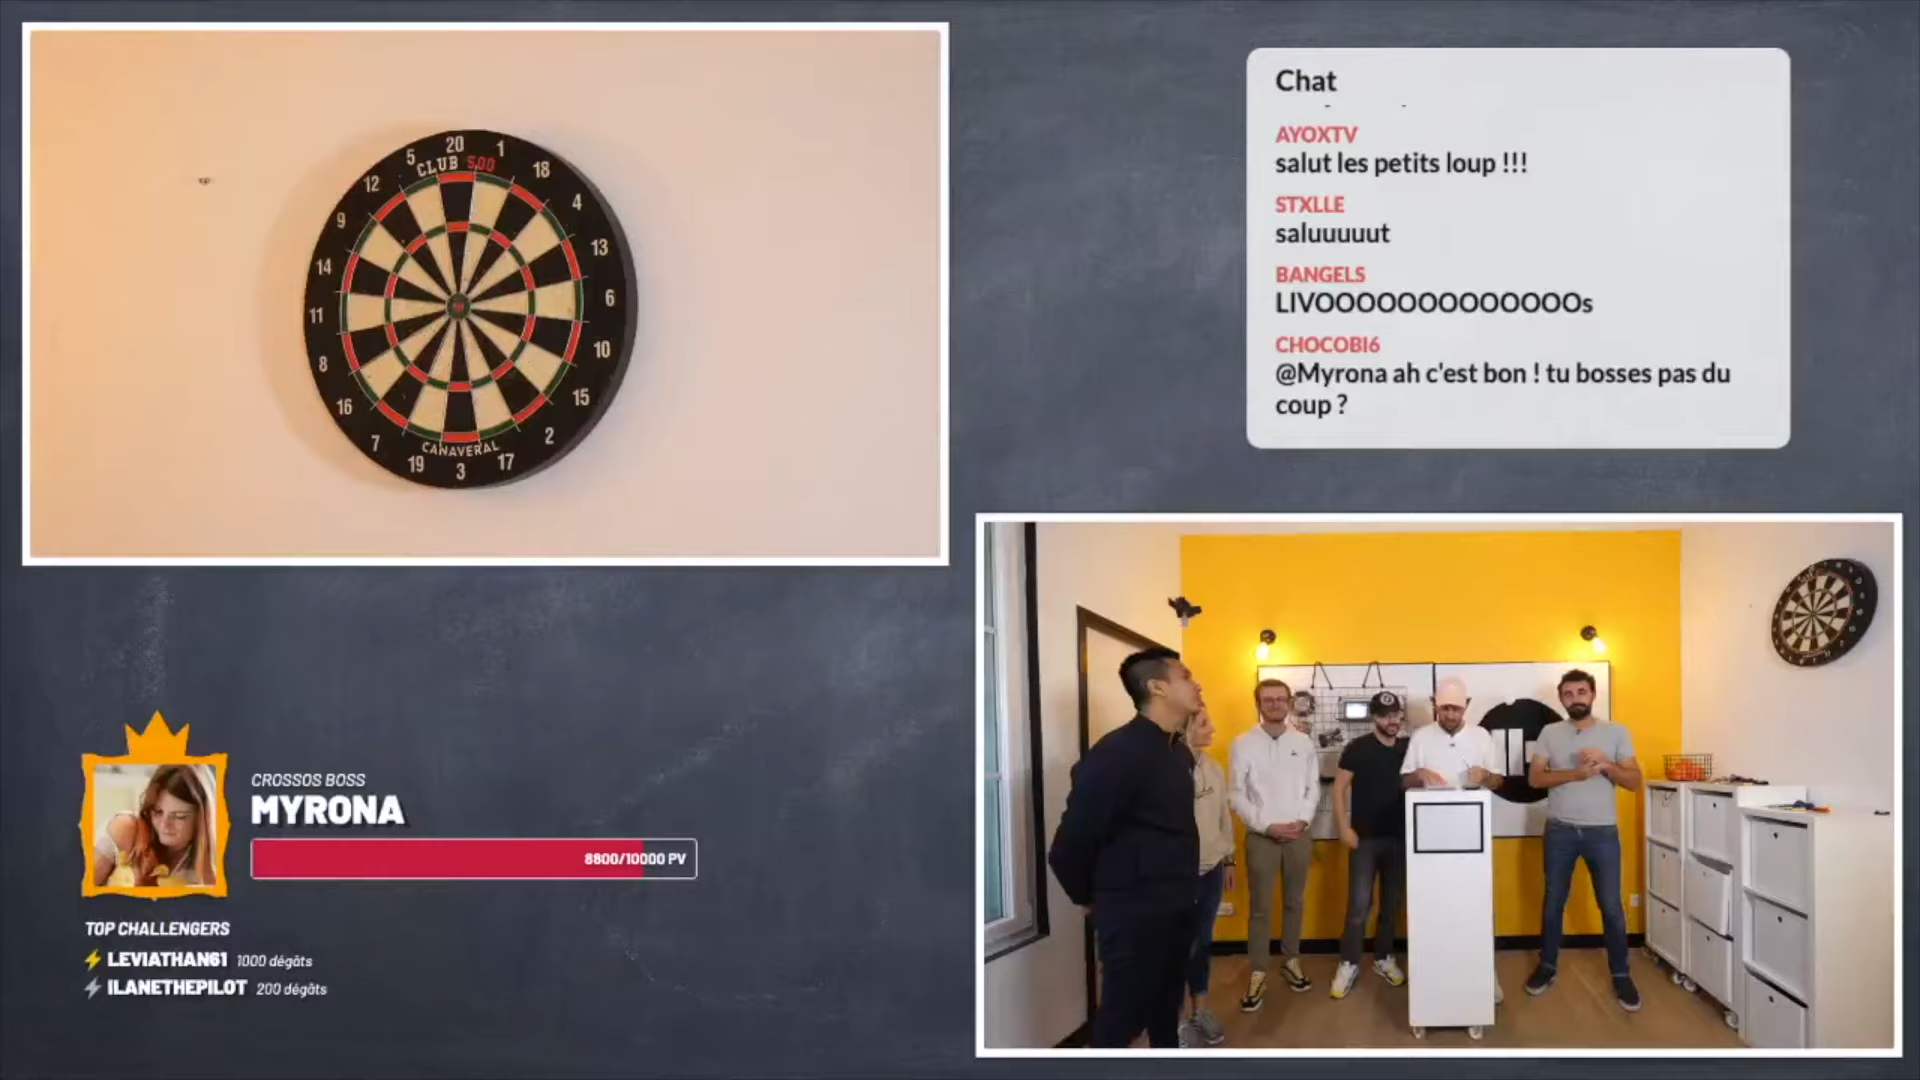 20
1
18
4
13
6
10
15
2
17
3
19
7
16
8
11
14
9
12
5
CLUB 500
CANAVERAL
Chat
AYOXTV
salut les petits loup !!!
STXLLE
saluuuuut
BANGELS
LIVOOOOOOOOOOOOOs
CHOCOBI6
@Myrona ah c'est bon ! tu bosses pas du
coup ?
CROSSOS BOSS
MYRONA
8800/10000 PV
TOP CHALLENGERS
LEVIATHAN61 1000 dégâts
ILANETHEPILOT 200 dégâts